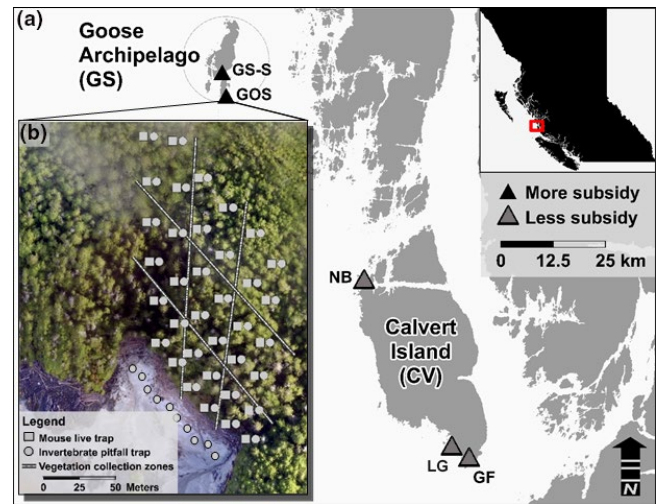 (a)
Goose
Archipelago
(GS)
GS-S
GOS
(b)
Legend
Mouse live trap
Invertebrate pitfall trap
Vegetation collection zones
0 25 50
Meters
More subsidy
Less subsidy
0 12.5 25 km
NB
Calvert
Island
(CV)
LG
GF
N